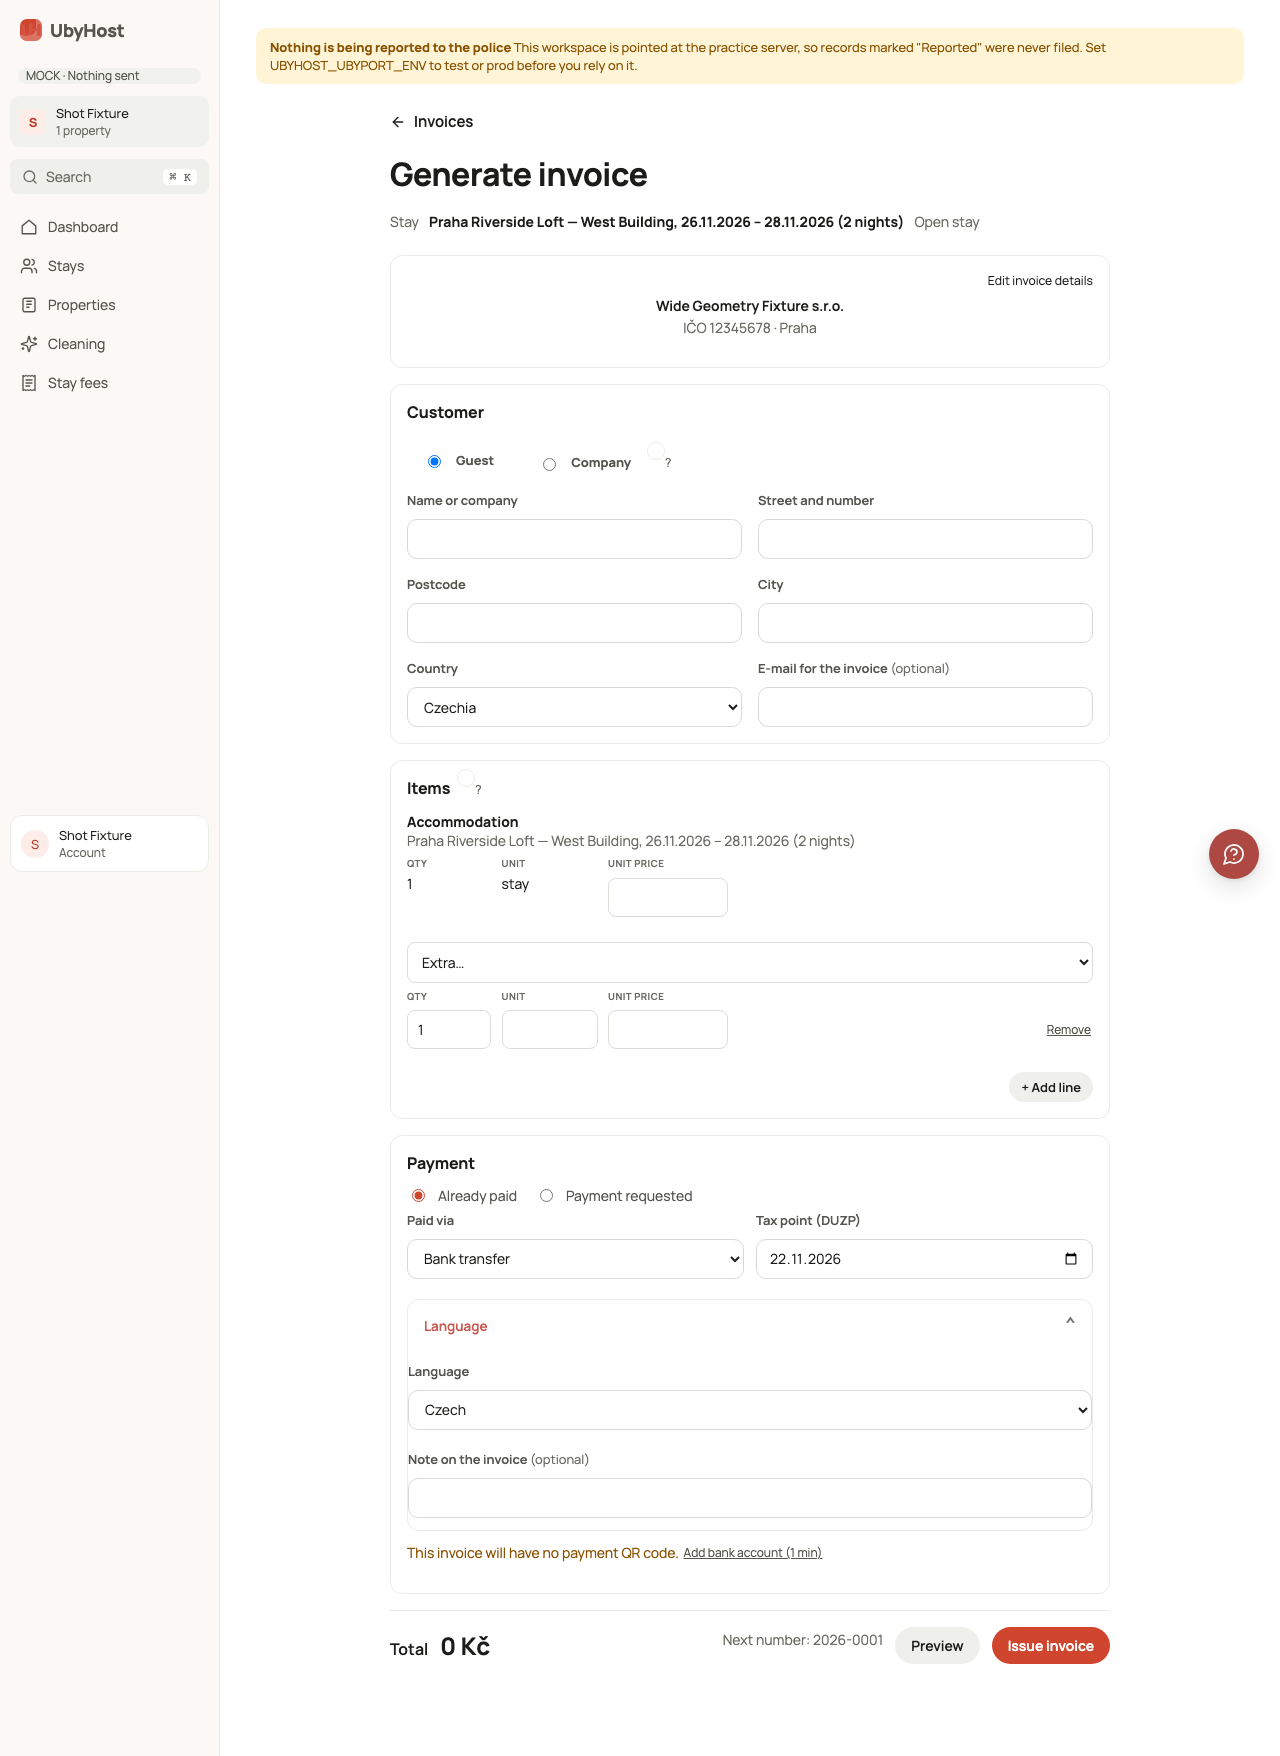 UbyHost
MOCK · Nothing sent
S
Shot Fixture
1 property
Search
⌘ K
Dashboard
Stays
Properties
Cleaning
Stay fees
S
Shot Fixture
Account
Nothing is being reported to the police This workspace is pointed at the practice server, so records marked "Reported" were never filed. Set
UBYHOST_UBYPORT_ENV to test or prod before you rely on it.
← Invoices
Generate invoice
Stay Praha Riverside Loft — West Building, 26.11.2026 – 28.11.2026 (2 nights) Open stay
Edit invoice details
Wide Geometry Fixture s.r.o.
IČO 12345678 · Praha
Customer
Guest
Company
?
Name or company
Street and number
Postcode
City
Country
E-mail for the invoice (optional)
Czechia
Items
?
Accommodation
Praha Riverside Loft — West Building, 26.11.2026 – 28.11.2026 (2 nights)
QTY UNIT UNIT PRICE
1 stay
Extra…
QTY UNIT UNIT PRICE
1
Remove
+ Add line
Payment
Already paid
Payment requested
Paid via
Tax point (DUZP)
Bank transfer
22.11.2026
Language
Language
Czech
Note on the invoice (optional)
This invoice will have no payment QR code. Add bank account (1 min)
Total 0 Kč
Next number: 2026-0001
Preview
Issue invoice